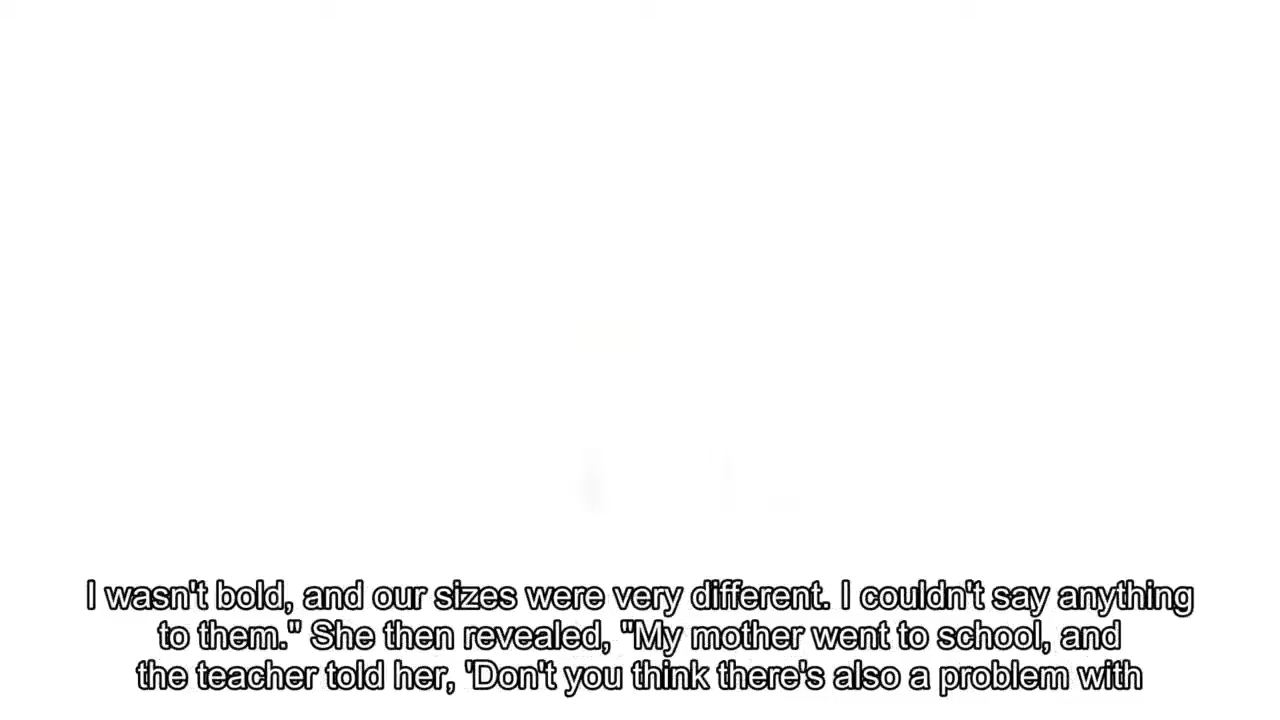 I wasn't bold, and our sizes were very different. I couldn't say anything
to them." She then revealed, "My mother went to school, and
the teacher told her, 'Don't you think there's also a problem with